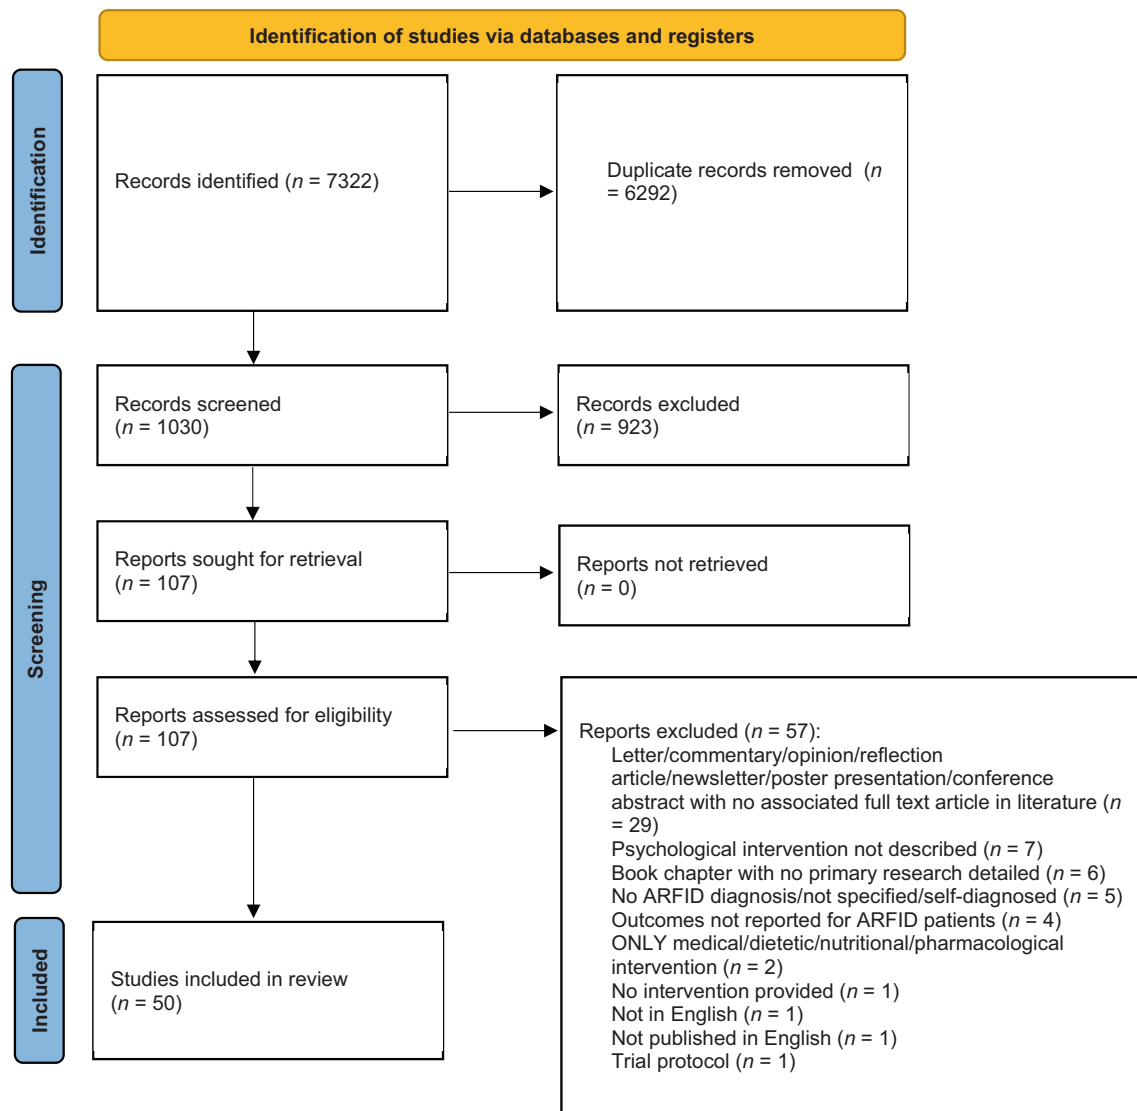 Identification of studies via databases and registers
Identification
Records identified (n = 7322)
Duplicate records removed (n
= 6292)
Screening
Records screened
(n = 1030)
Records excluded
(n = 923)
Reports sought for retrieval
(n = 107)
Reports not retrieved
(n = 0)
Reports assessed for eligibility
(n = 107)
Reports excluded (n = 57):
Letter/commentary/opinion/reflection
article/newsletter/poster presentation/conference
abstract with no associated full text article in literature (n
= 29)
Psychological intervention not described (n = 7)
Book chapter with no primary research detailed (n = 6)
No ARFID diagnosis/not specified/self-diagnosed (n = 5)
Outcomes not reported for ARFID patients (n = 4)
ONLY medical/dietetic/nutritional/pharmacological
intervention (n = 2)
No intervention provided (n = 1)
Not in English (n = 1)
Not published in English (n = 1)
Trial protocol (n = 1)
Included
Studies included in review
(n = 50)